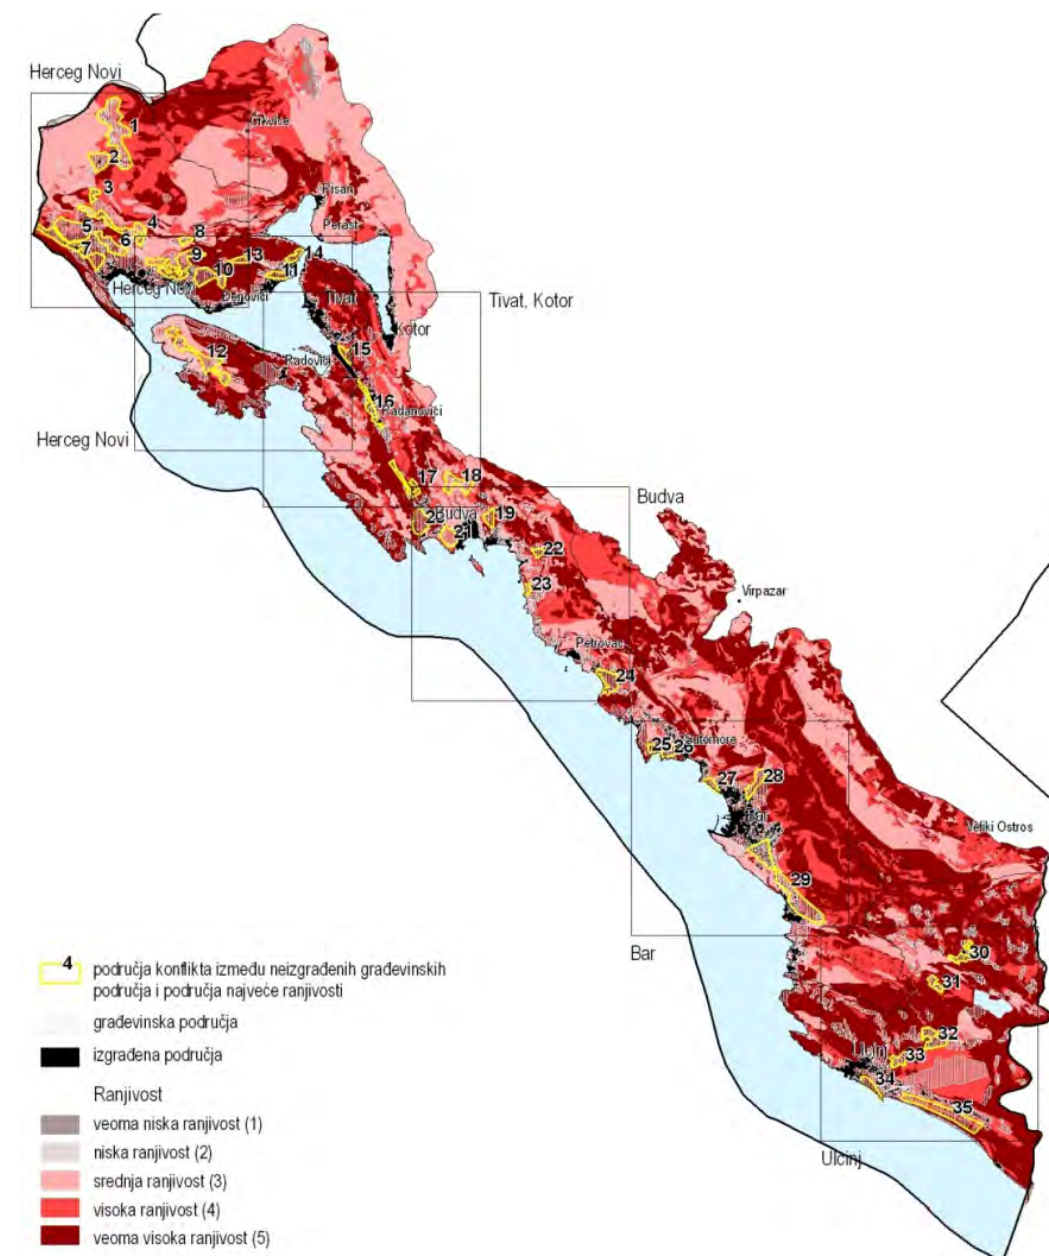 Herceg Novi
Crkvice
1
2
3
Risan
Perast
4
5
6
7
8
9
10
13
14
11
Herceg Novi
Đenovići
Tivat
Tivat, Kotor
Kotor
12
15
Radovići
16
Radanovići
Herceg Novi
17
18
Budva
Budva
19
20
21
22
23
Virpazar
Petrovac
24
25
26
Sutomore
27
28
Bar
Veliki Ostros
29
Bar
30
31
32
33
Ulcinj
34
35
Ulcinj
4
područja konflikta između neizgrađenih građevinskih
područja i područja najveće ranjivosti
građevinska područja
izgrađena područja
Ranjivost
veoma niska ranjivost (1)
niska ranjivost (2)
srednja ranjivost (3)
visoka ranjivost (4)
veoma visoka ranjivost (5)